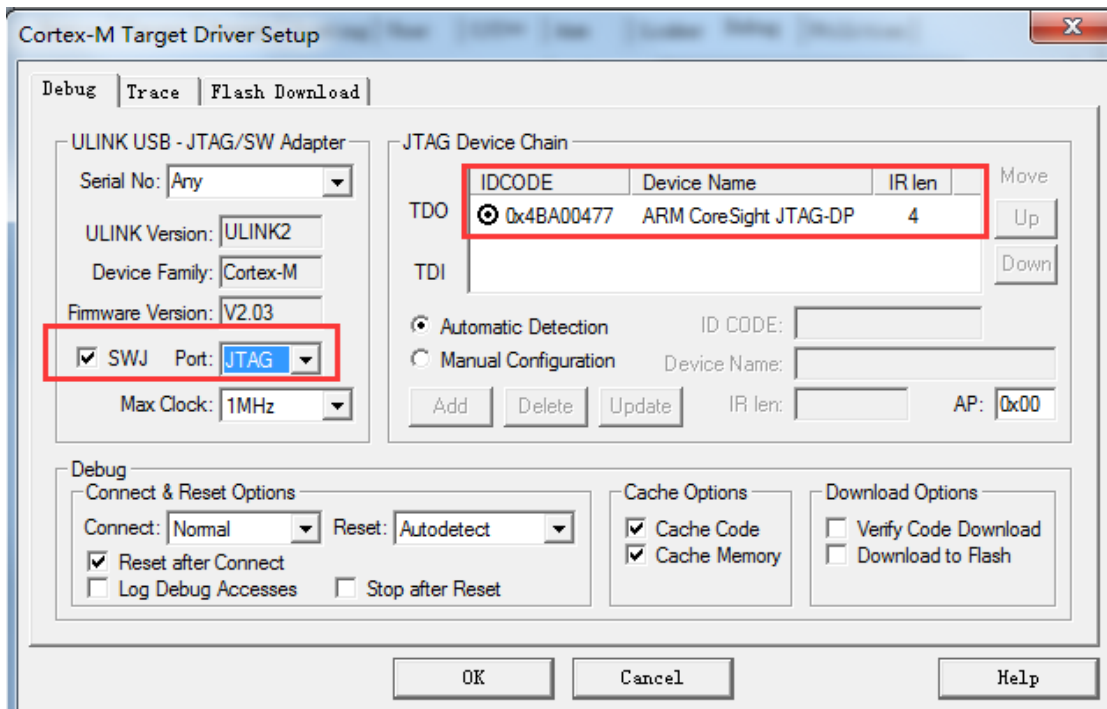 Cortex-M Target Driver Setup
Debug Trace Flash Download
ULINK USB - JTAG/SW Adapter
Serial No: Any
ULINK Version: ULINK2
Device Family: Cortex-M
Firmware Version: V2.03
SWJ Port: JTAG
Max Clock: 1MHz
JTAG Device Chain
IDCODE Device Name IR len Move
TDO 0x4BA00477 ARM CoreSight JTAG-DP 4 Up
TDI Down
Automatic Detection ID CODE:
Manual Configuration Device Name:
Add Delete Update IR len: AP: 0x00
Debug
Connect & Reset Options
Connect: Normal Reset: Autodetect
Reset after Connect
Log Debug Accesses Stop after Reset
Cache Options
Cache Code
Cache Memory
Download Options
Verify Code Download
Download to Flash
OK Cancel Help